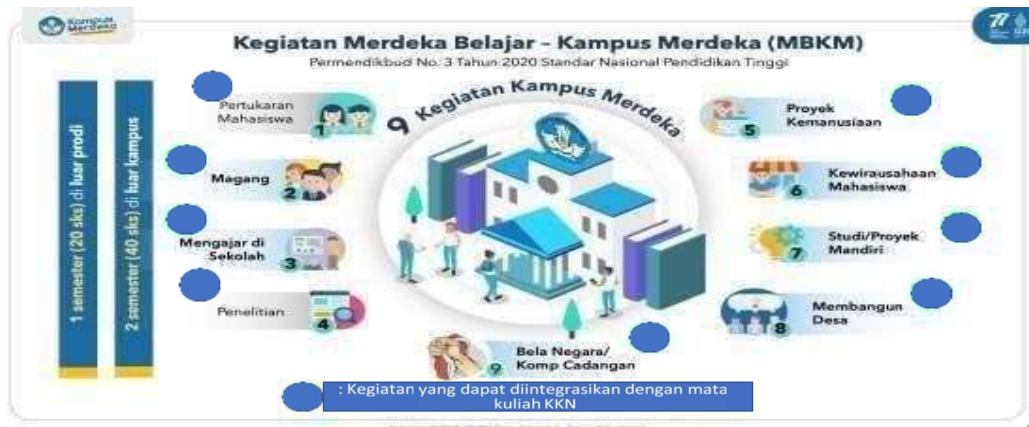 Kampus
Merdeka
Kegiatan Merdeka Belajar – Kampus Merdeka (MBKM)
Permendikbud No. 3 Tahun 2020 Standar Nasional Pendidikan Tinggi
1 semester (20 sks) di luar prodi
2 semester (40 sks) di luar kampus
9 Kegiatan Kampus Merdeka
Pertukaran
Mahasiswa
1
Magang
2
Mengajar di
Sekolah
3
Penelitian
4
Proyek
Kemanusiaan
5
Kewirausahaan
Mahasiswa
6
Studi/Proyek
Mandiri
7
Membangun
Desa
8
Bela Negara/
Komp Cadangan
9
: Kegiatan yang dapat diintegrasikan dengan mata
kuliah KKN